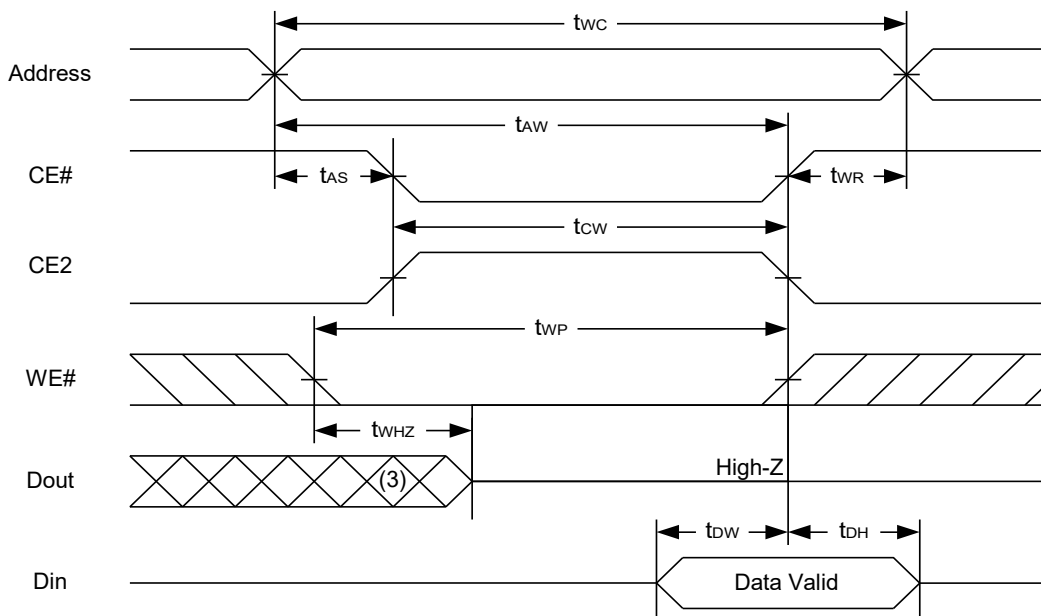 tWC
Address
tAW
CE#
tAS
tWR
tCW
CE2
tWP
WE#
tWHZ
Dout
(3)
High-Z
tDW
tDH
Din
Data Valid